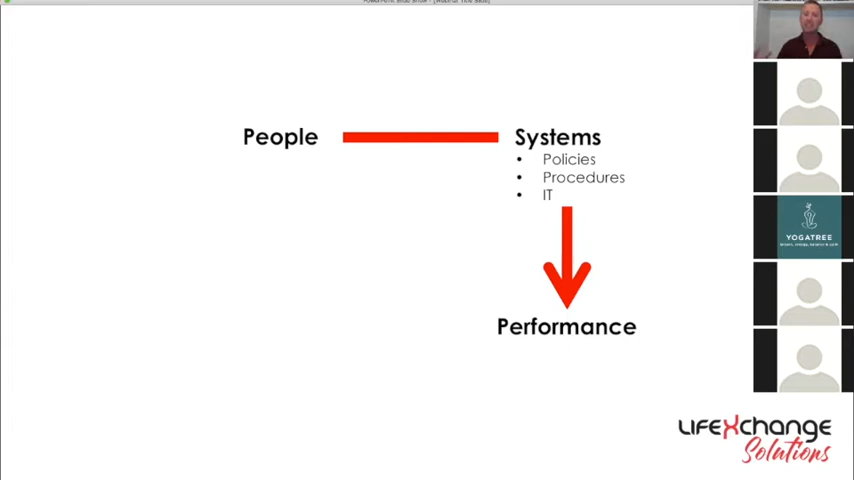 People
Systems
• Policies
• Procedures
• IT
Performance
YOGATREE
LIFEXchange
Solutions